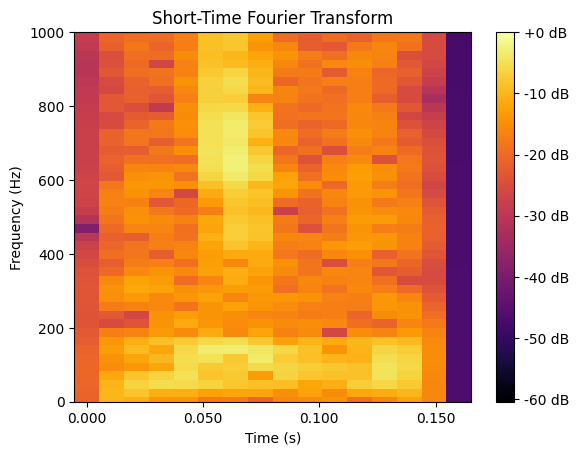 Short-Time Fourier Transform
1000
800
600
400
200
0
Frequency (Hz)
0.000
0.050
0.100
0.150
Time (s)
+0 dB
-10 dB
-20 dB
-30 dB
-40 dB
-50 dB
-60 dB